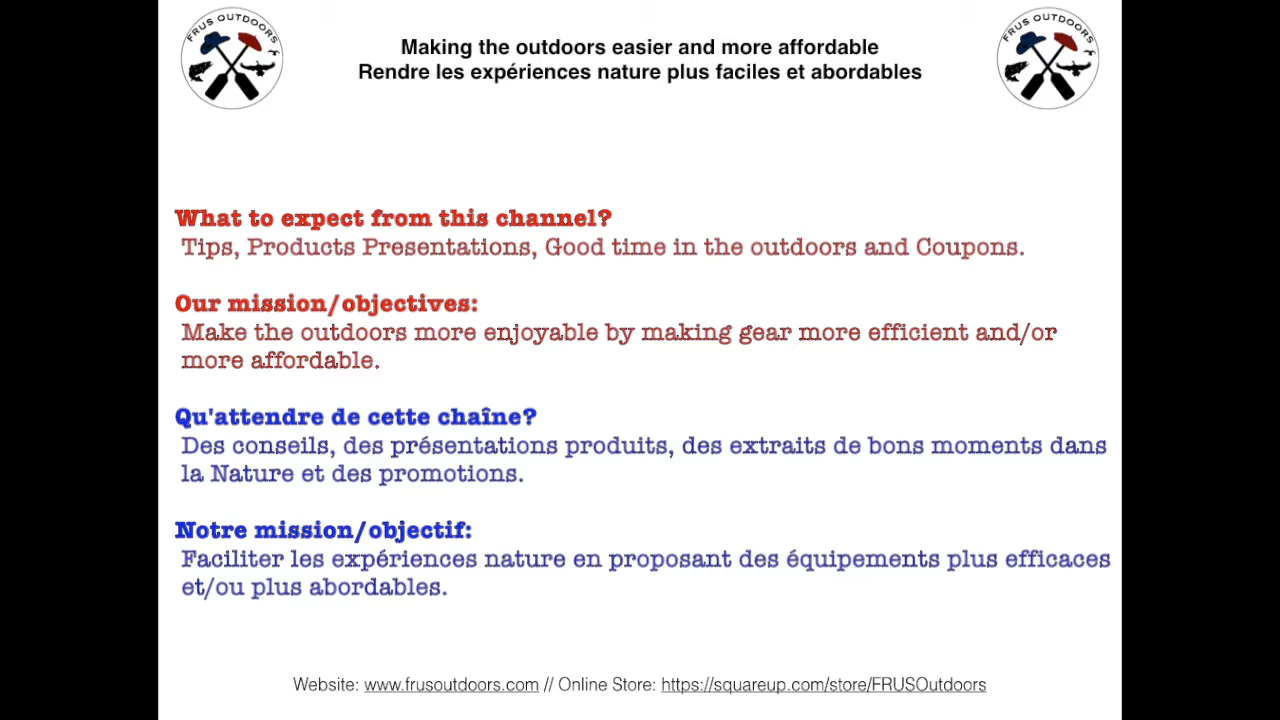 FRUS OUTDOORS
Making the outdoors easier and more affordable
Rendre les expériences nature plus faciles et abordables
FRUS OUTDOORS
What to expect from this channel?
Tips, Products Presentations, Good time in the outdoors and Coupons.
Our mission/objectives:
Make the outdoors more enjoyable by making gear more efficient and/or
more affordable.
Qu'attendre de cette chaîne?
Des conseils, des présentations produits, des extraits de bons moments dans
la Nature et des promotions.
Notre mission/objectif:
Faciliter les expériences nature en proposant des équipements plus efficaces
et/ou plus abordables.
Website: www.frusoutdoors.com // Online Store: https://squareup.com/store/FRUSOutdoors